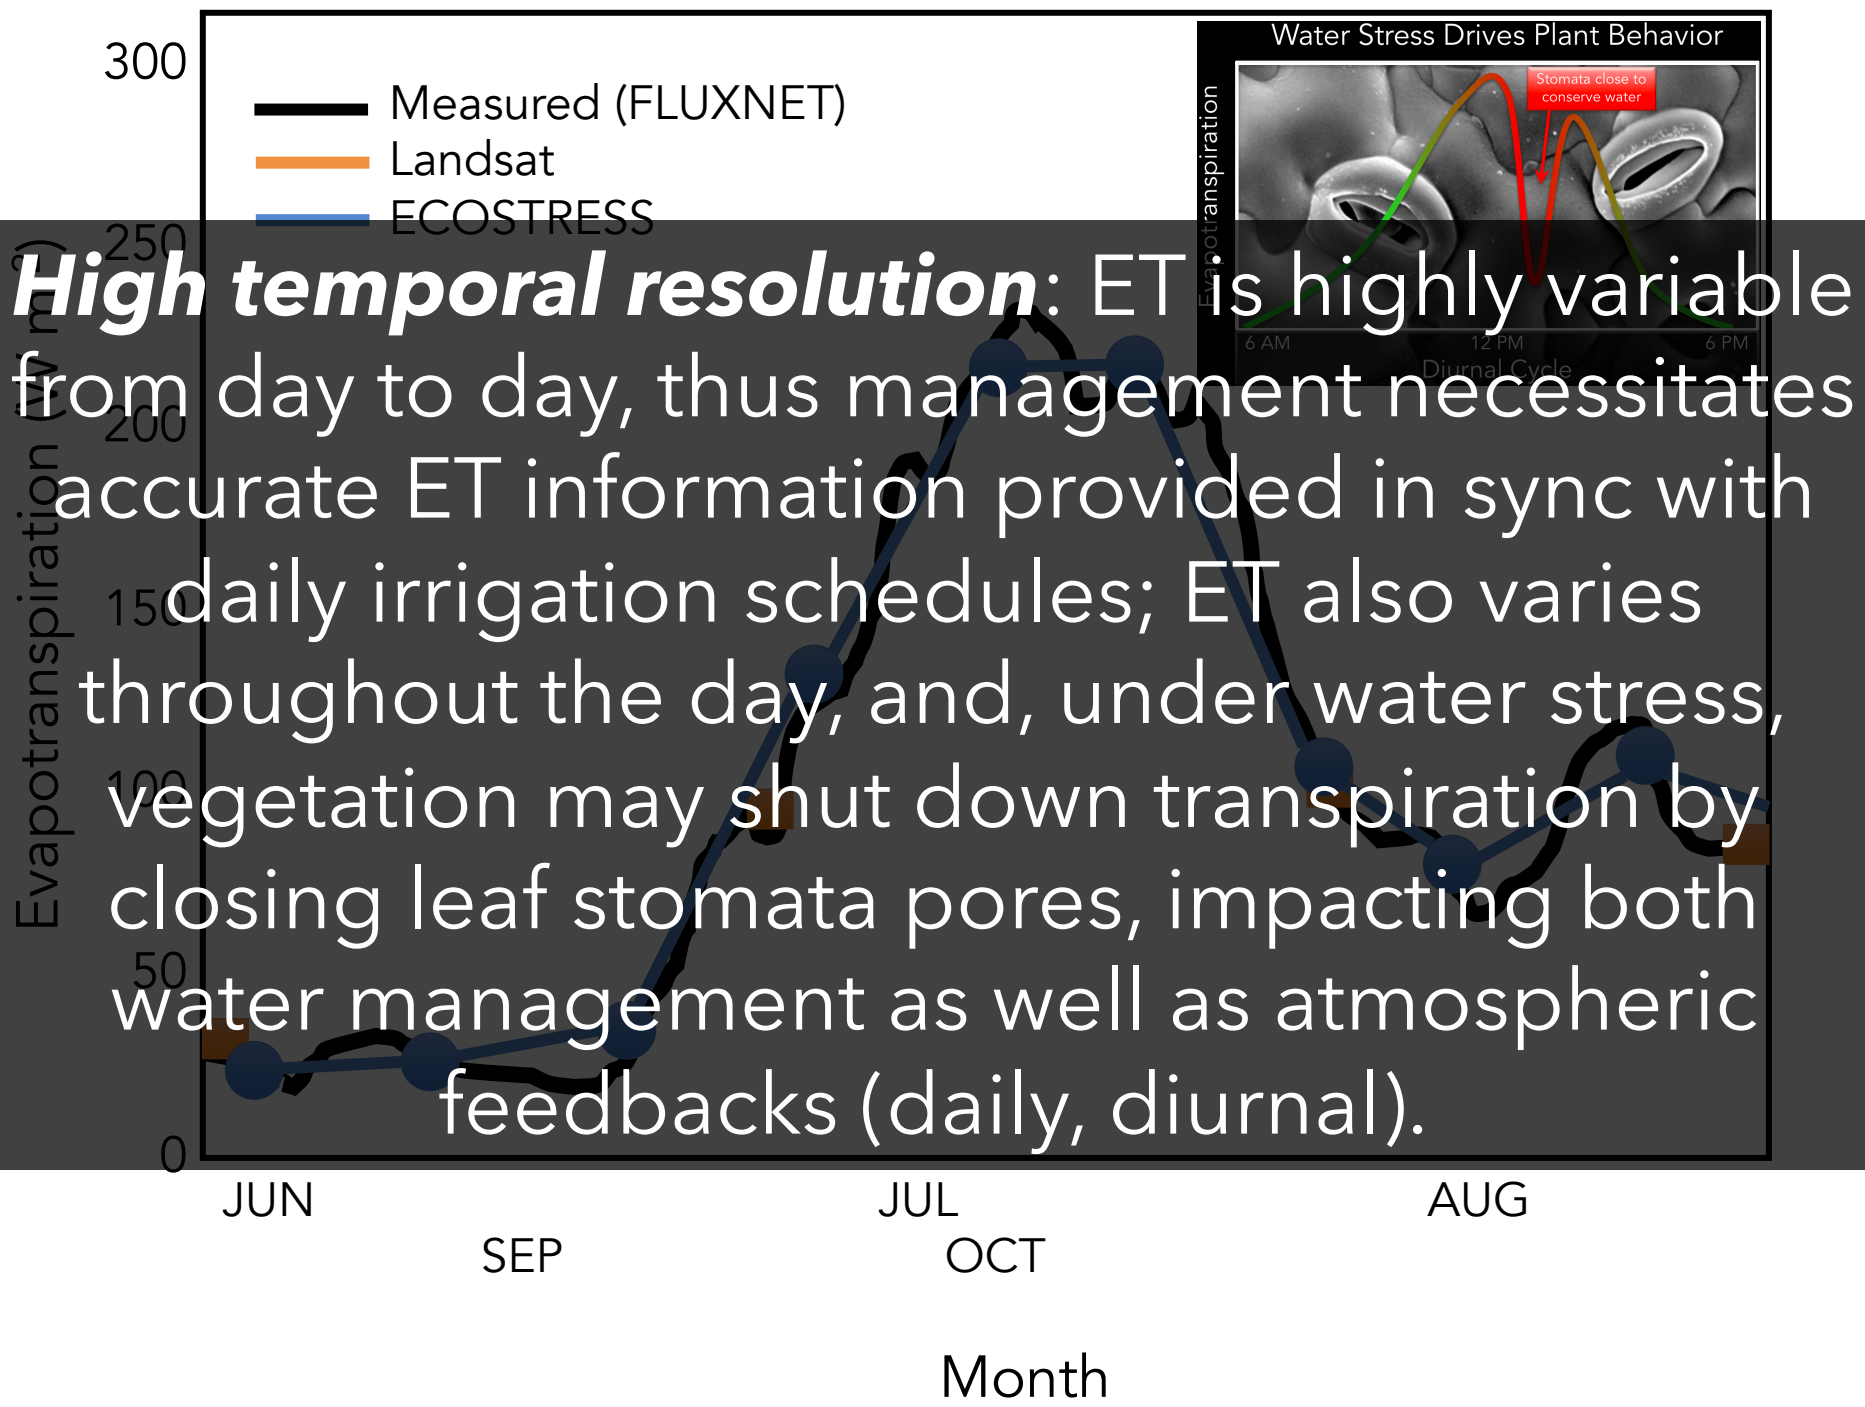 300
Measured (FLUXNET)
Landsat
ECOSTRESS
Water Stress Drives Plant Behavior
Stomata close to
conserve water
Evapotranspiration
6 AM 12 PM 6 PM
Diurnal Cycle
250
200
150
100
50
0
Evapotranspiration
High temporal resolution: ET is highly variable
from day to day, thus management necessitates
accurate ET information provided in sync with
daily irrigation schedules; ET also varies
throughout the day, and, under water stress,
vegetation may shut down transpiration by
closing leaf stomata pores, impacting both
water management as well as atmospheric
feedbacks (daily, diurnal).
JUN JUL AUG
SEP OCT
Month